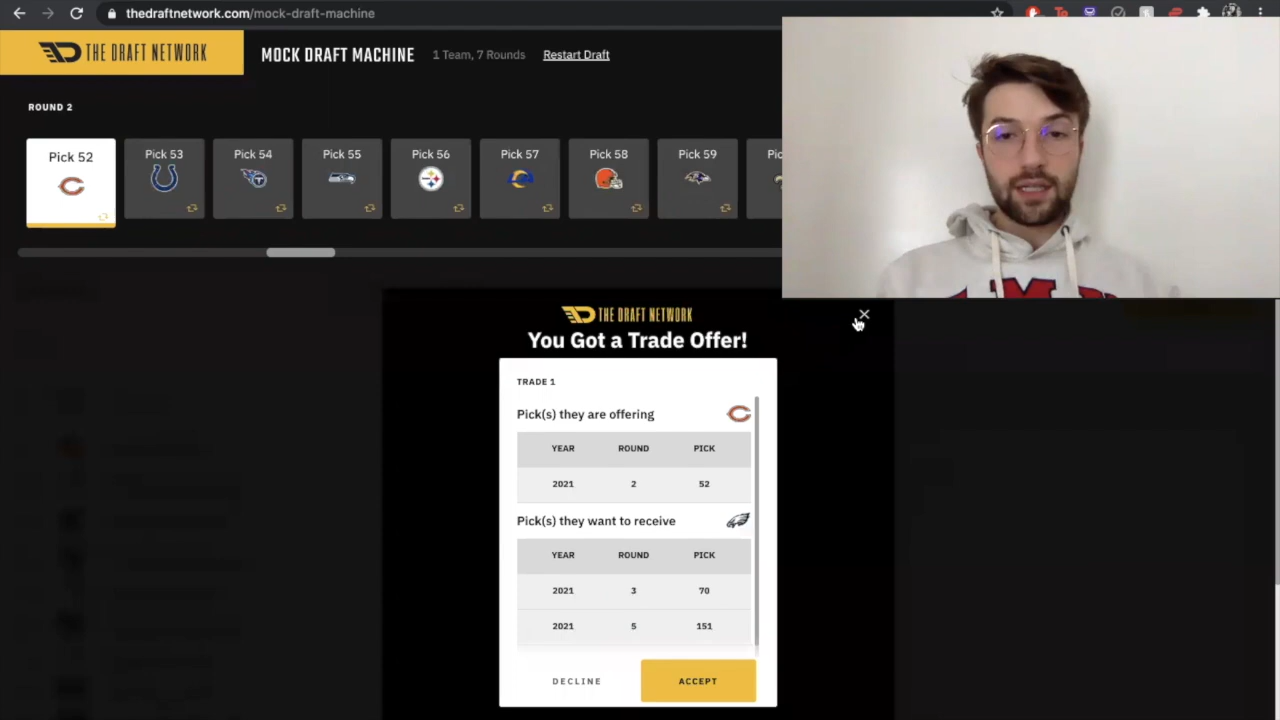 thedraftnetwork.com/mock-draft-machine
THE DRAFT NETWORK
MOCK DRAFT MACHINE
1 Team, 7 Rounds
Restart Draft
ROUND 2
Pick 52
Pick 53
Pick 54
Pick 55
Pick 56
Pick 57
Pick 58
Pick 59
THE DRAFT NETWORK
You Got a Trade Offer!
TRADE 1
Pick(s) they are offering
YEAR ROUND PICK
2021 2 52
Pick(s) they want to receive
YEAR ROUND PICK
2021 3 70
2021 5 151
DECLINE
ACCEPT